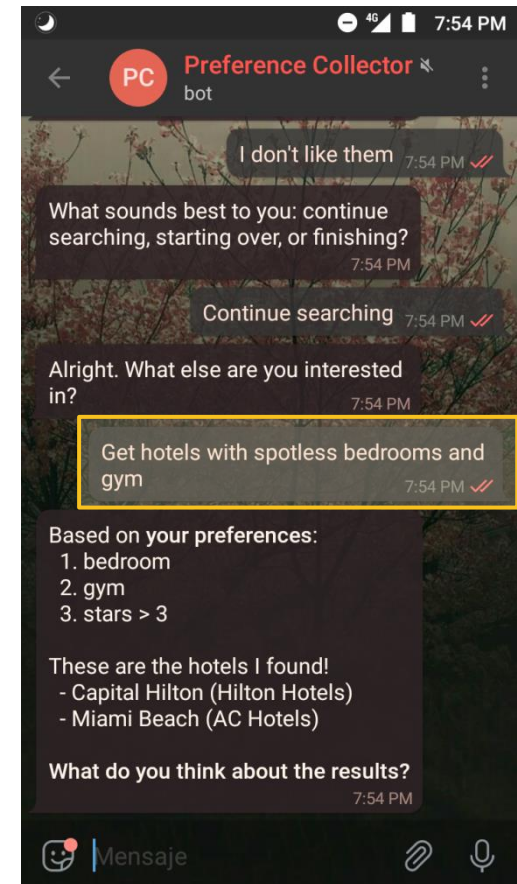 4G 7:54 PM
PC Preference Collector
bot
I don't like them 7:54 PM
What sounds best to you: continue
searching, starting over, or finishing?
7:54 PM
Continue searching 7:54 PM
Alright. What else are you interested
in?
7:54 PM
Get hotels with spotless bedrooms and
gym
7:54 PM
Based on your preferences:
1. bedroom
2. gym
3. stars > 3
These are the hotels I found!
- Capital Hilton (Hilton Hotels)
- Miami Beach (AC Hotels)
What do you think about the results?
7:54 PM
Mensaje